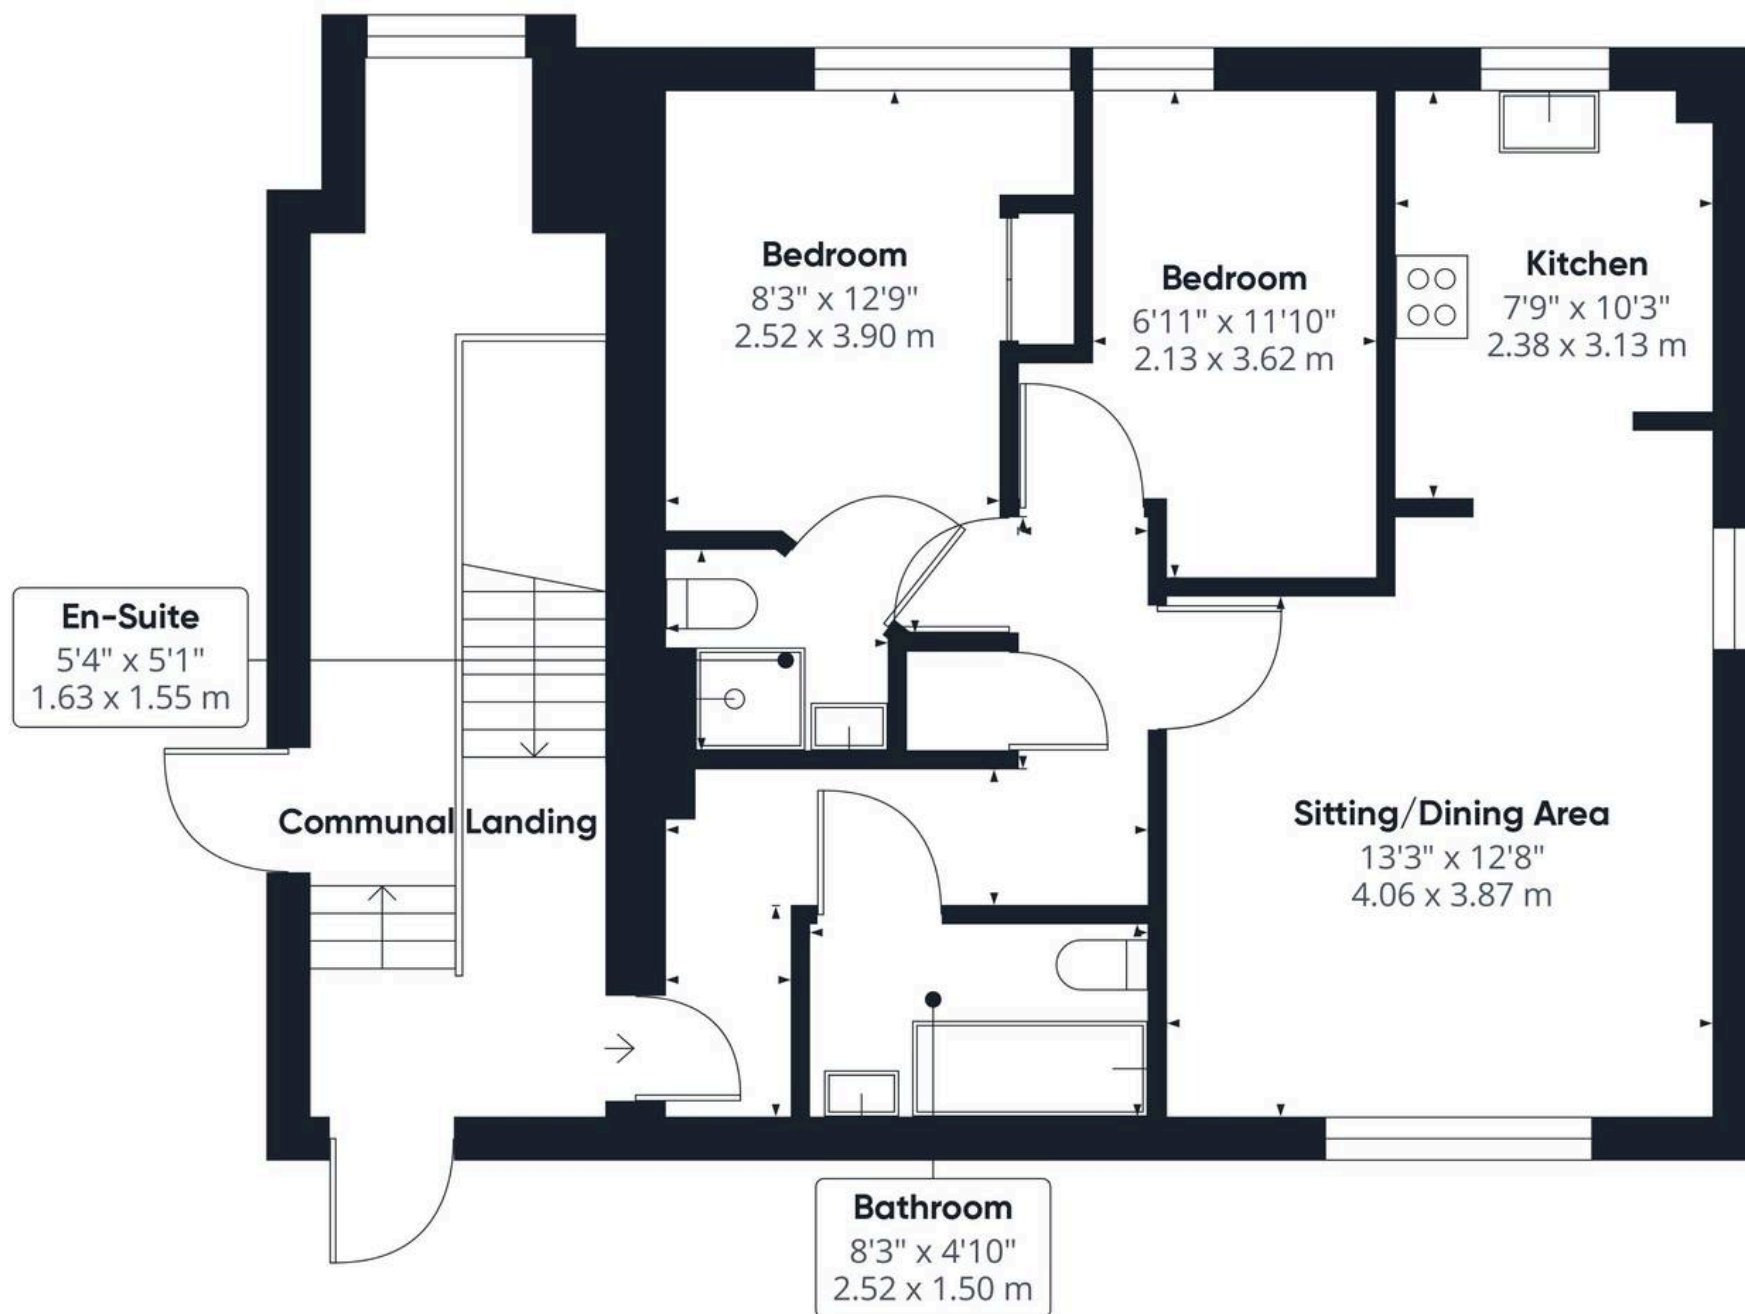 Bedroom
8'3" x 12'9"
2.52 x 3.90 m
Bedroom
6'11" x 11'10"
2.13 x 3.62 m
Kitchen
7'9" x 10'3"
2.38 x 3.13 m
En-Suite
5'4" x 5'1"
1.63 x 1.55 m
Communal Landing
Sitting/Dining Area
13'3" x 12'8"
4.06 x 3.87 m
Bathroom
8'3" x 4'10"
2.52 x 1.50 m